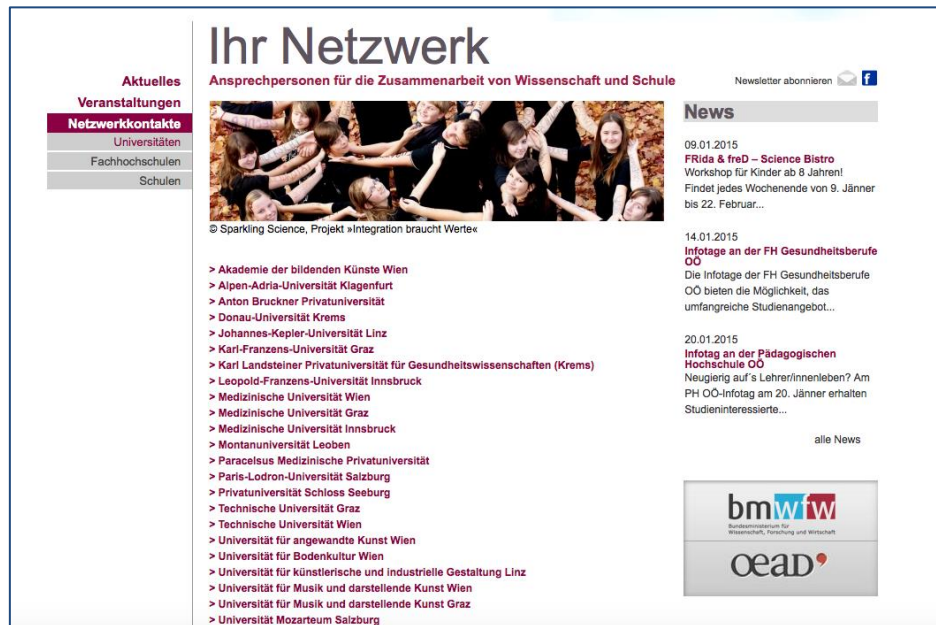 Ihr Netzwerk
Ansprechpersonen für die Zusammenarbeit von Wissenschaft und Schule
Newsletter abonnieren
f
Aktuelles
Veranstaltungen
Netzwerkkontakte
Universitäten
Fachhochschulen
Schulen
© Sparkling Science, Projekt »Integration braucht Werte«
> Akademie der bildenden Künste Wien
> Alpen-Adria-Universität Klagenfurt
> Anton Bruckner Privatuniversität
> Donau-Universität Krems
> Johannes-Kepler-Universität Linz
> Karl-Franzens-Universität Graz
> Karl Landsteiner Privatuniversität für Gesundheitswissenschaften (Krems)
> Leopold-Franzens-Universität Innsbruck
> Medizinische Universität Wien
> Medizinische Universität Graz
> Medizinische Universität Innsbruck
> Montanuniversität Leoben
> Paracelsus Medizinische Privatuniversität
> Paris-Lodron-Universität Salzburg
> Privatuniversität Schloss Seeburg
> Technische Universität Graz
> Technische Universität Wien
> Universität für angewandte Kunst Wien
> Universität für Bodenkultur Wien
> Universität für künstlerische und industrielle Gestaltung Linz
> Universität für Musik und darstellende Kunst Wien
> Universität für Musik und darstellende Kunst Graz
> Universität Mozarteum Salzburg
News
09.01.2015
FRida & freD – Science Bistro
Workshop für Kinder ab 8 Jahren!
Findet jedes Wochenende von 9. Jänner
bis 22. Februar...
14.01.2015
Infotage an der FH Gesundheitsberufe
OÖ
Die Infotage der FH Gesundheitsberufe
OÖ bieten die Möglichkeit, das
umfangreiche Studienangebot...
20.01.2015
Infotag an der Pädagogischen
Hochschule OÖ
Neugierig auf´s Lehrer/innenleben? Am
PH OÖ-Infotag am 20. Jänner erhalten
Studieninteressierte...
alle News
bmwfw
Bundesministerium für
Wissenschaft, Forschung und Wirtschaft
OeAD